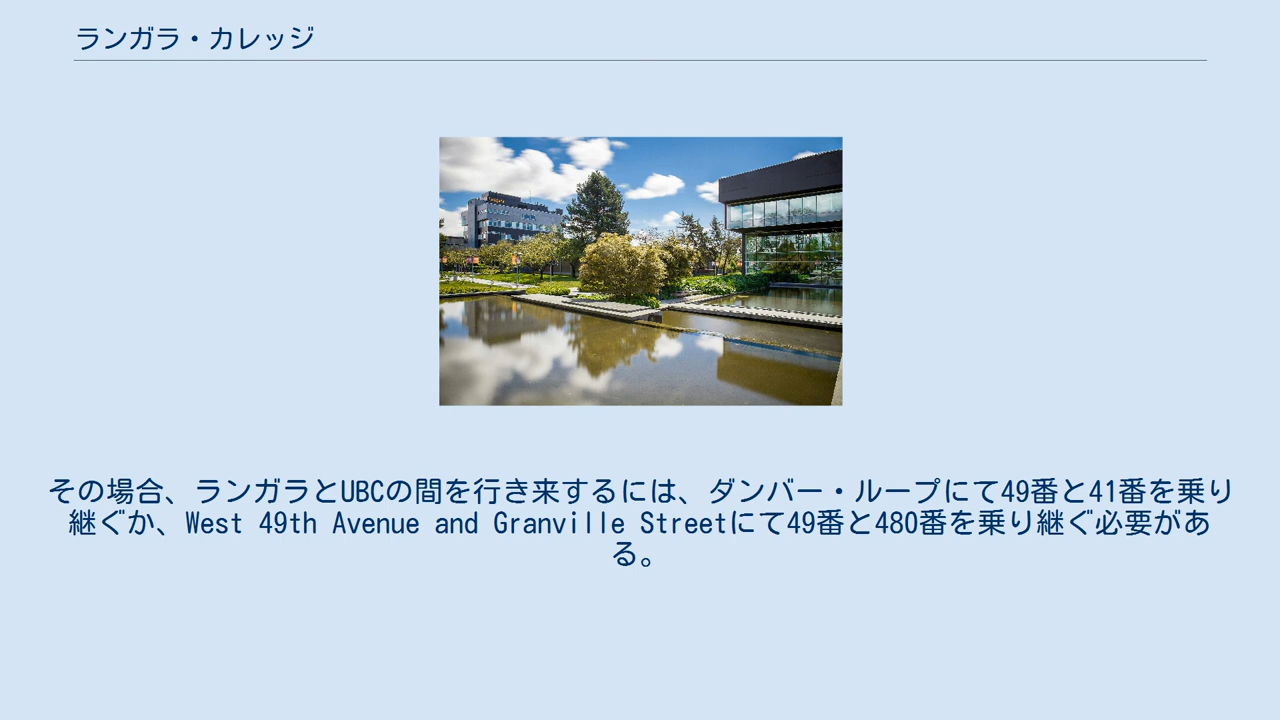 ランガラ・カレッジ
その場合、ランガラとUBCの間を行き来するには、ダンバー・ループにて49番と41番を乗り
継ぐか、West 49th Avenue and Granville Streetにて49番と480番を乗り継ぐ必要があ
る。